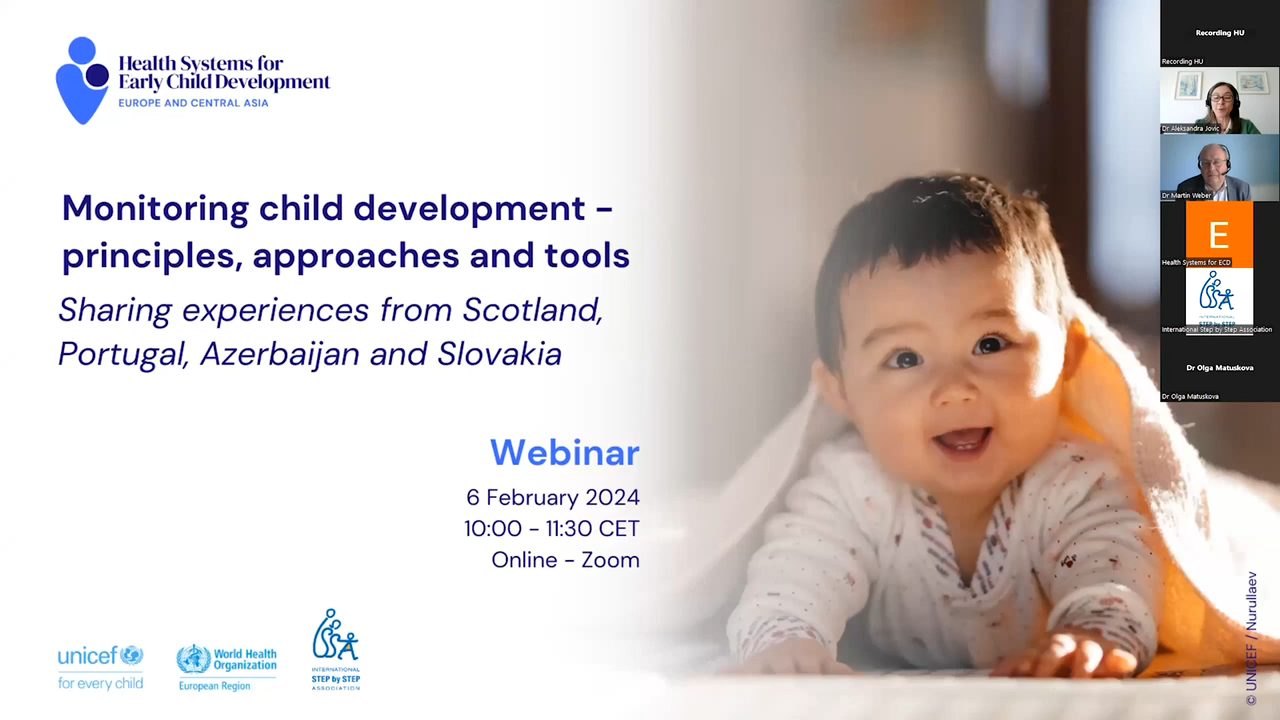 Health Systems for
Early Child Development
EUROPE AND CENTRAL ASIA
Monitoring child development -
principles, approaches and tools
Sharing experiences from Scotland,
Portugal, Azerbaijan and Slovakia
Webinar
6 February 2024
10:00 - 11:30 CET
Online - Zoom
unicef
for every child
World Health
Organization
European Region
INTERNATIONAL
STEP by STEP
ASSOCIATION
© UNICEF / Nurullaev
Recording HU
Recording HU
Dr Aleksandra Jovic
Dr Martin Weber
E
Health Systems for ECD
INTERNATIONAL
STEP by STEP
International Step by Step Association
Dr Olga Matuskova
Dr Olga Matuskova